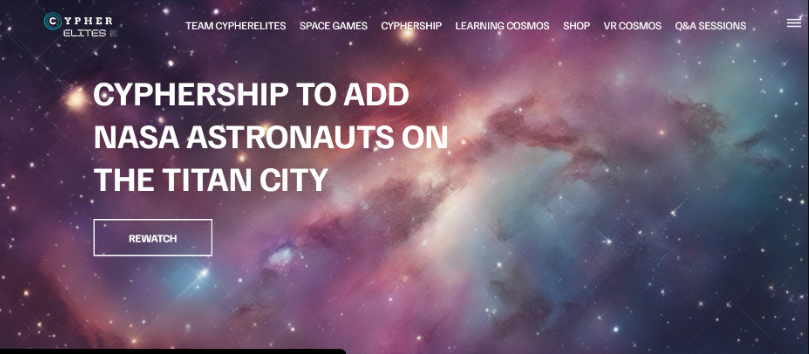 CYPHER
ELITES
TEAM CYPHERELITES SPACE GAMES CYPHERSHIP LEARNING COSMOS SHOP VR COSMOS Q&A SESSIONS
CYPHERSHIP TO ADD
NASA ASTRONAUTS ON
THE TITAN CITY
REWATCH